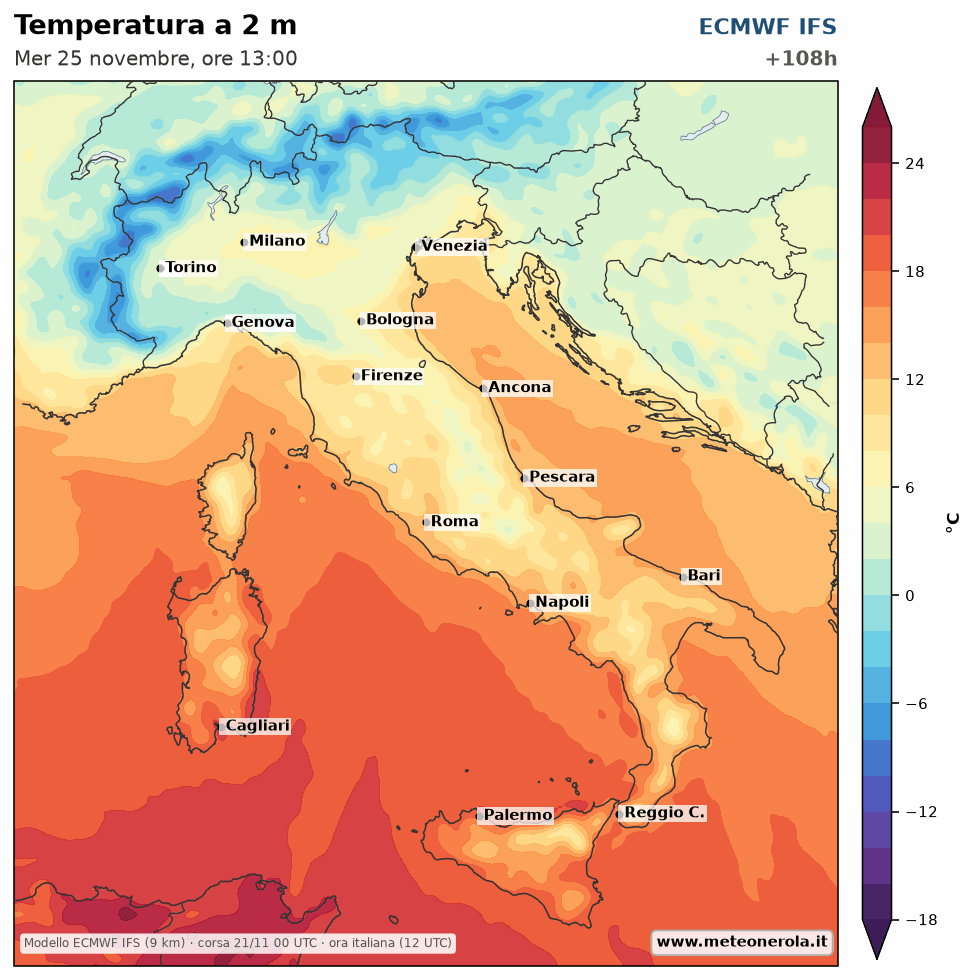 Temperatura a 2 m
ECMWF IFS
Mer 25 novembre, ore 13:00
+108h
Milano
Venezia
Torino
Genova
Bologna
Firenze
Ancona
Pescara
Roma
Bari
Napoli
Cagliari
Palermo
Reggio C.
24
18
12
6
0
−6
−12
−18
°C
Modello ECMWF IFS (9 km) · corsa 21/11 00 UTC · ora italiana (12 UTC)
www.meteonerola.it